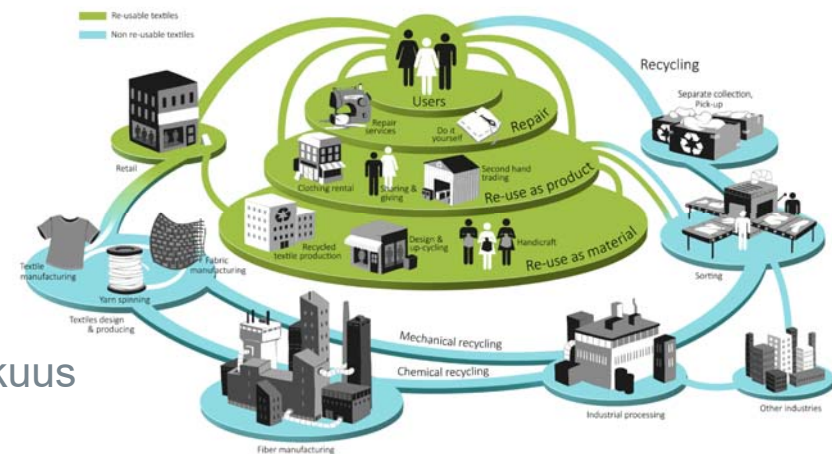 Re-usable textiles
Non re-usable textiles
Users
Recycling
Separate collection,
Pick-up
Repair
services
Do it
yourself
Repair
Retail
Clothing rental
Sharing &
giving
Second hand
trading
Re-use as product
Recycled
textile production
Design &
up-cycling
Handicraft
Re-use as material
Sorting
Textile
manufacturing
Fabric
manufacturing
Yarn spinning
Textiles design
& producing
Mechanical recycling
Chemical recycling
kuus
Fiber manufacturing
Industrial processing
Other industries